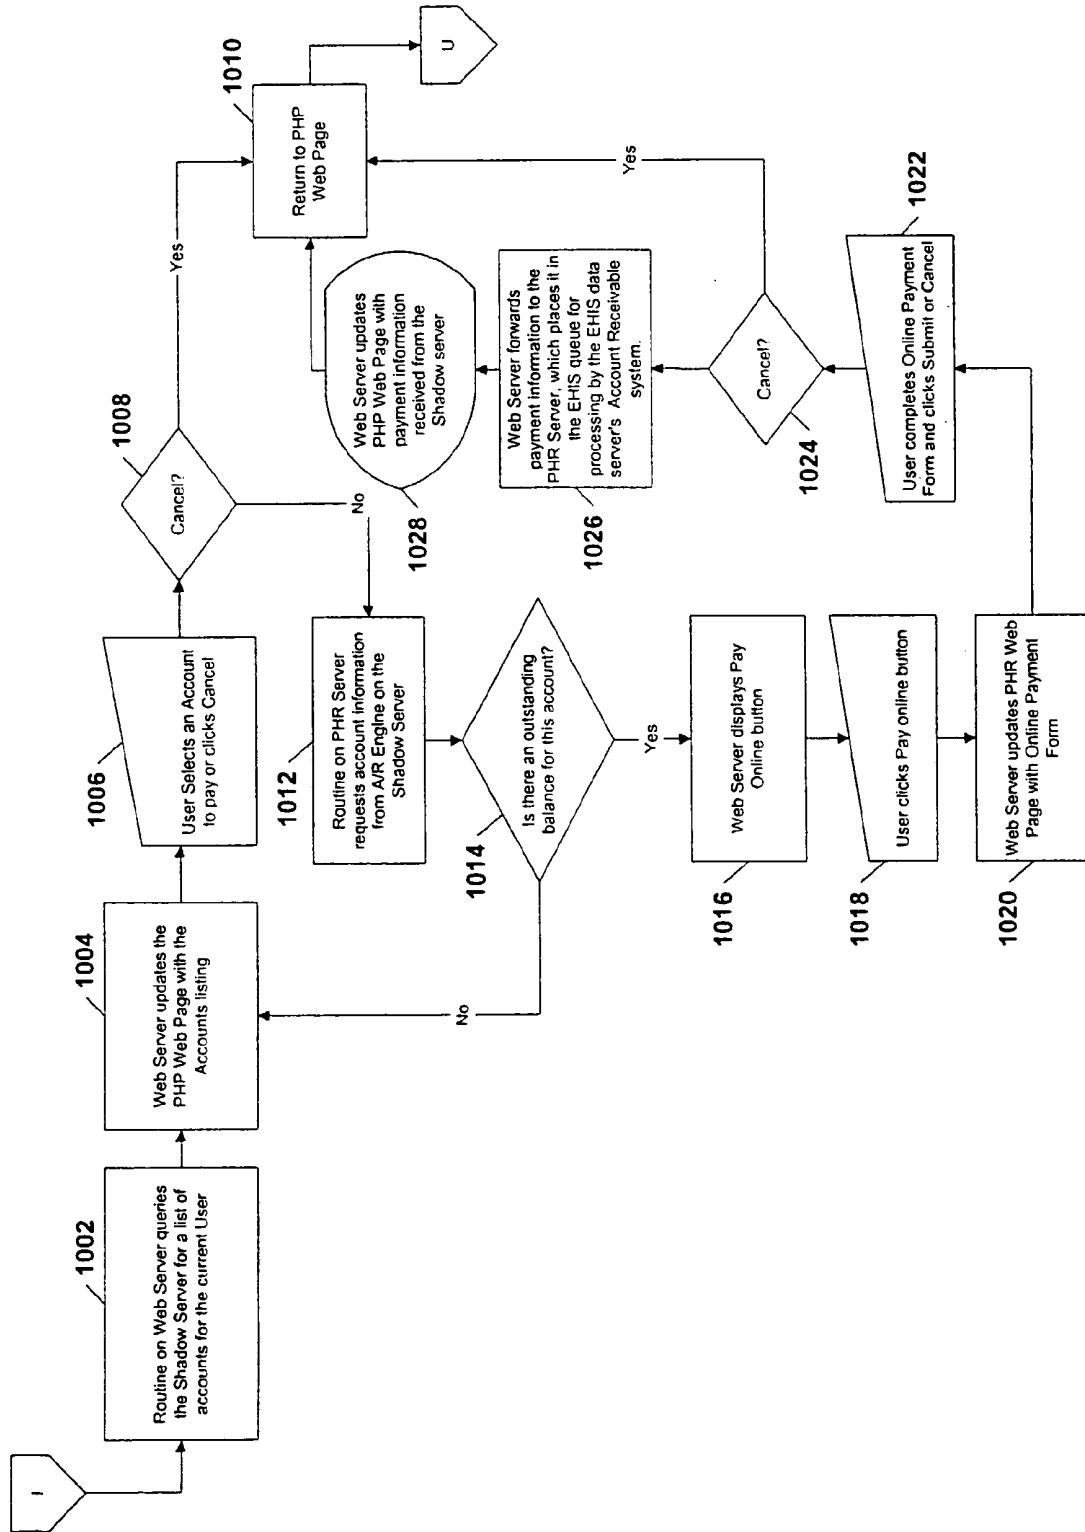 I
1002
Routine on Web Server queries
the Shadow Server for a list of
accounts for the current User
1004
Web Server updates the
PHP Web Page with the
Accounts listing
1006
User Selects an Account
to pay or clicks Cancel
1008
Cancel?
Yes
No
1010
Return to PHP
Web Page
U
1012
Routine on PHR Server
requests account information
from A/R Engine on the
Shadow Server
1014
Is there an outstanding
balance for this account?
No
Yes
1016
Web Server displays Pay
Online button
1018
User clicks Pay online button
1020
Web Server updates PHR Web
Page with Online Payment
Form
1022
User completes Online Payment
Form and clicks Submit or Cancel
1024
Cancel?
Yes
1026
Web Server forwards
payment information to the
PHR Server, which places it in
the EHIS queue for
processing by the EHIS data
server's Account Receivable
system.
1028
Web Server updates
PHP Web Page with
payment information
received from the
Shadow server